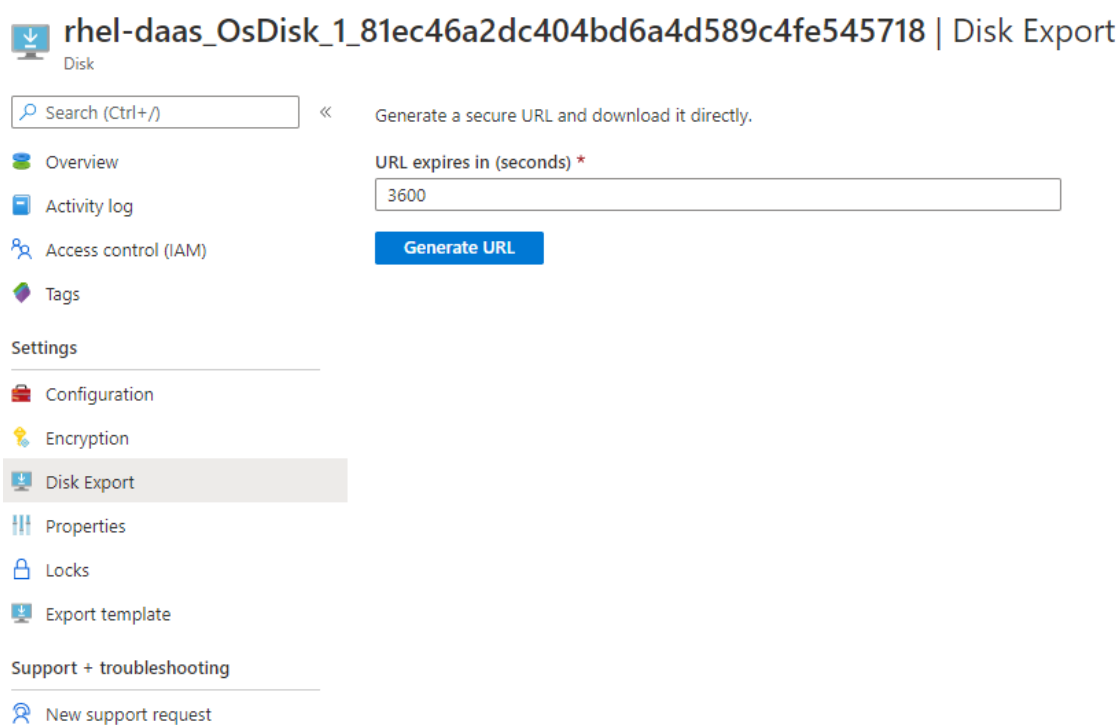 rhel-daas_OsDisk_1_81ec46a2dc404bd6a4d589c4fe545718 | Disk Export
Disk
Search (Ctrl+/)
«
Overview
Activity log
Access control (IAM)
Tags
Settings
Configuration
Encryption
Disk Export
Properties
Locks
Export template
Support + troubleshooting
New support request
Generate a secure URL and download it directly.
URL expires in (seconds) *
3600
Generate URL